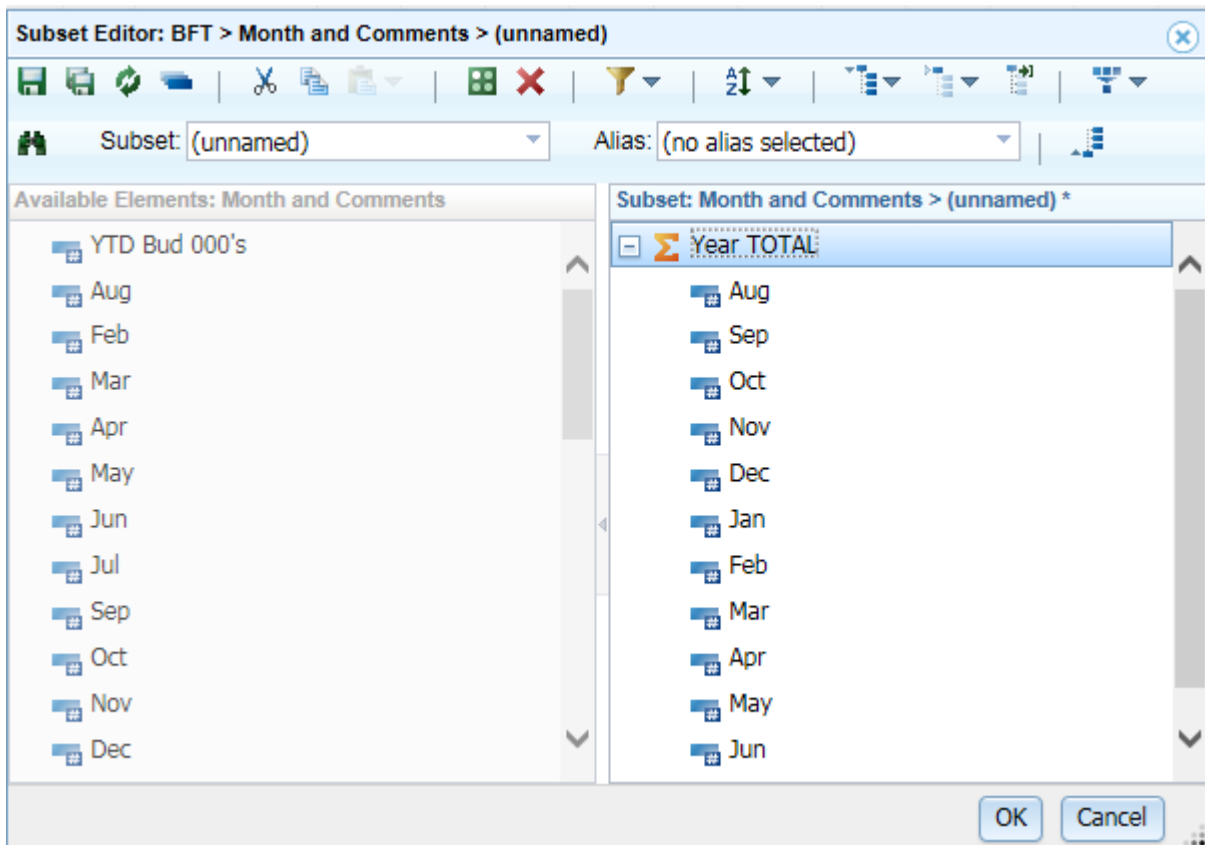 Subset Editor: BFT > Month and Comments > (unnamed)
Subset: (unnamed) Alias: (no alias selected)
Available Elements: Month and Comments
YTD Bud 000's
Aug
Feb
Mar
Apr
May
Jun
Jul
Sep
Oct
Nov
Dec
Subset: Month and Comments > (unnamed) *
Year TOTAL
Aug
Sep
Oct
Nov
Dec
Jan
Feb
Mar
Apr
May
Jun
OK Cancel